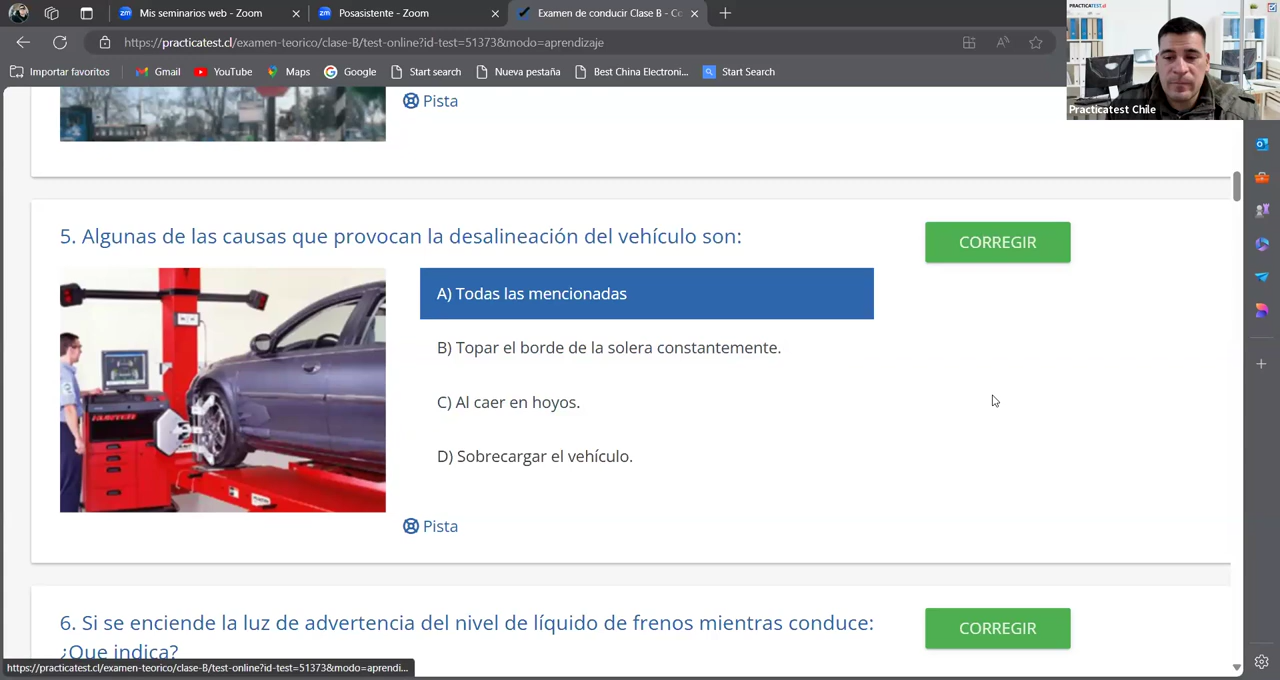 Mis seminarios web - Zoom
Posasistente - Zoom
Examen de conducir Clase B - Co
https://practicatest.cl/examen-teorico/clase-B/test-online?id-test=51373&modo=aprendizaje
Importar favoritos
Gmail
YouTube
Maps
Google
Start search
Nueva pestaña
Best China Electroni...
Start Search
PRACTICATEST.cl
Practicatest Chile
Pista
5. Algunas de las causas que provocan la desalineación del vehículo son:
CORREGIR
A) Todas las mencionadas
B) Topar el borde de la solera constantemente.
C) Al caer en hoyos.
D) Sobrecargar el vehículo.
HUNTER
Pista
6. Si se enciende la luz de advertencia del nivel de líquido de frenos mientras conduce:
¿Que indica?
CORREGIR
https://practicatest.cl/examen-teorico/clase-B/test-online?id-test=51373&modo=aprendi...